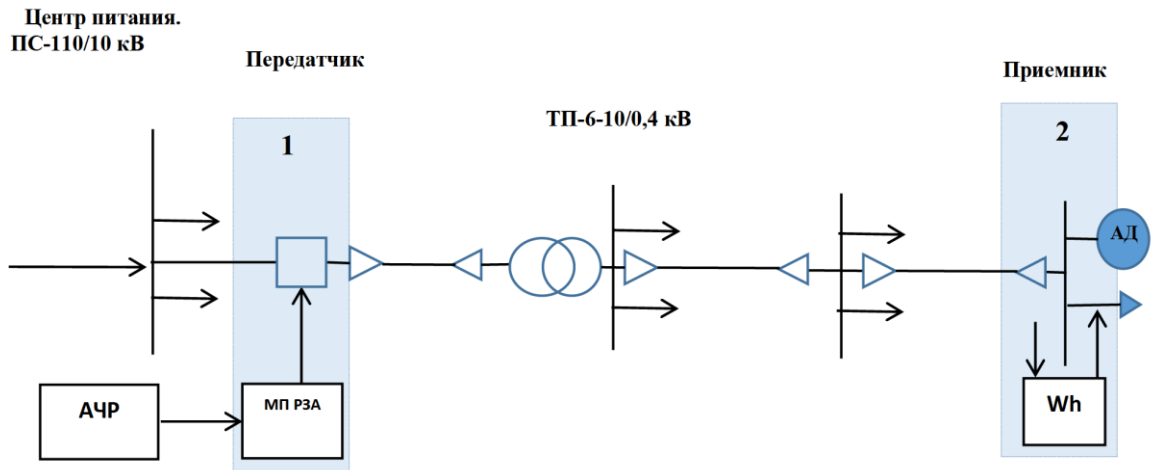 Центр питания.
ПС-110/10 кВ
Передатчик
Приемник
ТП-6-10/0,4 кВ
1
2
АД
АЧР
МП РЗА
Wh